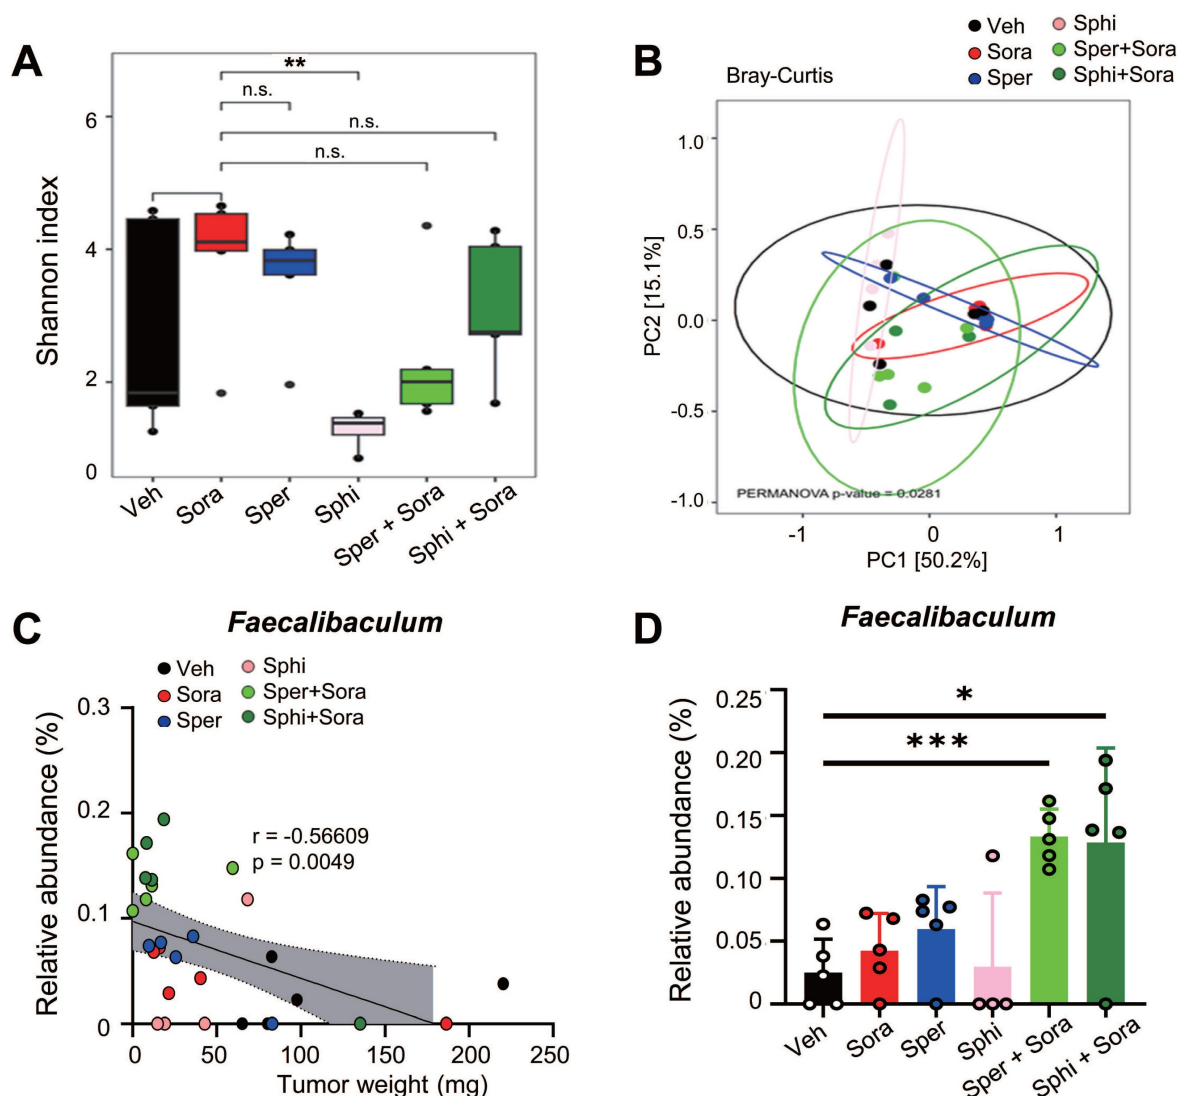 A
Shannon index
6
4
2
0
**
n.s.
n.s.
n.s.
Veh
Sora
Sper
Sphi
Sper + Sora
Sphi + Sora
B
Bray-Curtis
Veh
Sora
Sper
Sphi
Sper+Sora
Sphi+Sora
PC2 [15.1%]
1.0
0.5
0.0
-0.5
-1.0
PERMANOVA p-value = 0.0281
-1
0
1
PC1 [50.2%]
C
Faecalibaculum
Veh
Sora
Sper
Sphi
Sper+Sora
Sphi+Sora
Relative abundance (%)
0.3
0.2
0.1
0
r = -0.56609
p = 0.0049
0
50
100
150
200
250
Tumor weight (mg)
D
Faecalibaculum
Relative abundance (%)
0.25
0.20
0.15
0.10
0.05
0
*
***
Veh
Sora
Sper
Sphi
Sper + Sora
Sphi + Sora